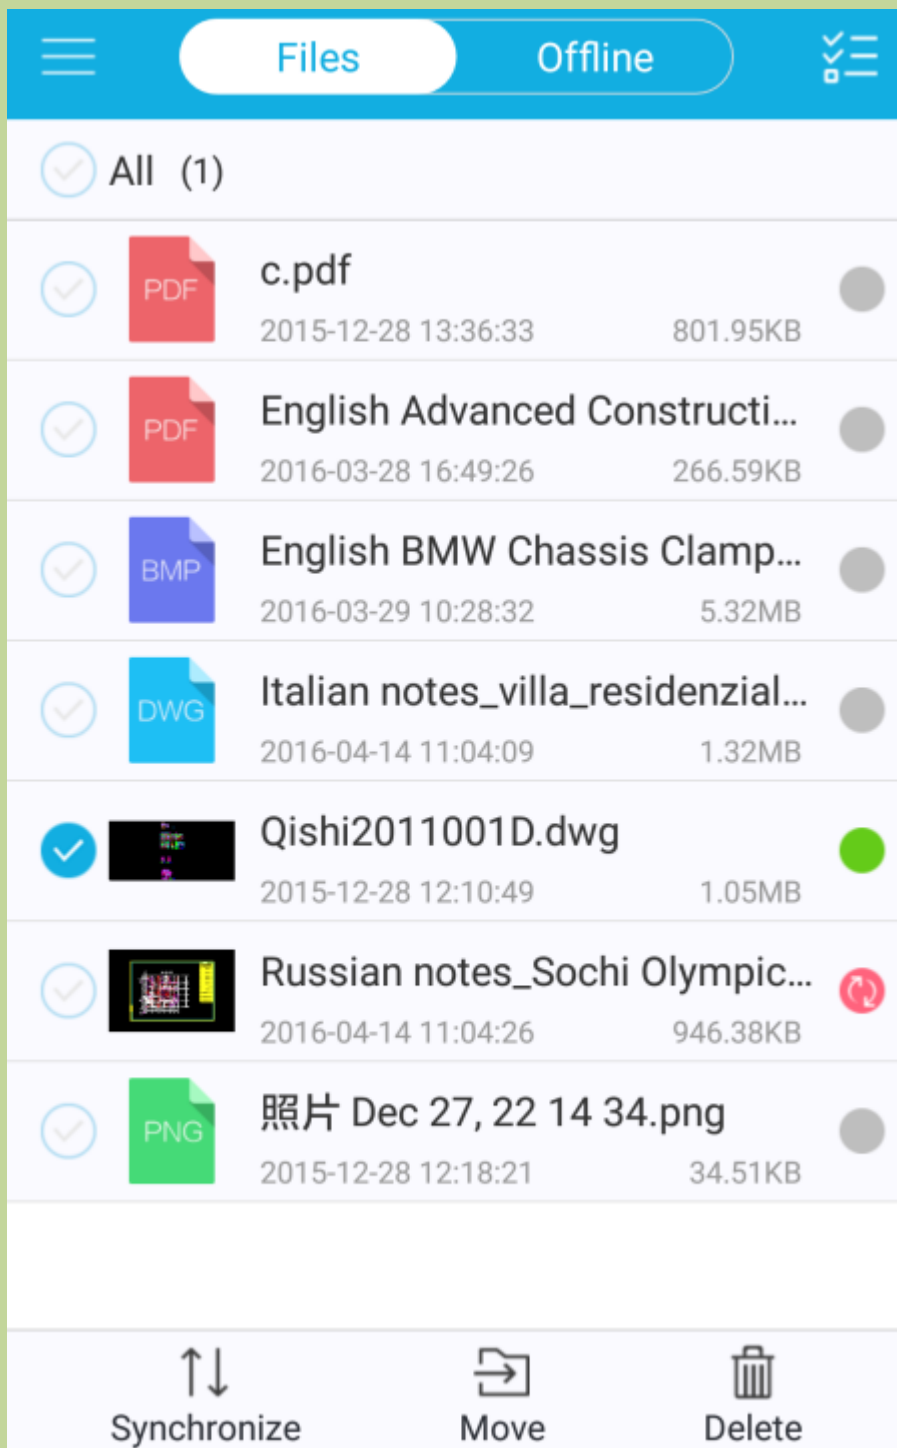 Files Offline
All (1)
PDF c.pdf
2015-12-28 13:36:33 801.95KB
PDF English Advanced Constructi...
2016-03-28 16:49:26 266.59KB
BMP English BMW Chassis Clamp...
2016-03-29 10:28:32 5.32MB
DWG Italian notes_villa_residenzial...
2016-04-14 11:04:09 1.32MB
Qishi2011001D.dwg
2015-12-28 12:10:49 1.05MB
Russian notes_Sochi Olympic...
2016-04-14 11:04:26 946.38KB
PNG 照片 Dec 27, 22 14 34.png
2015-12-28 12:18:21 34.51KB
Synchronize Move Delete